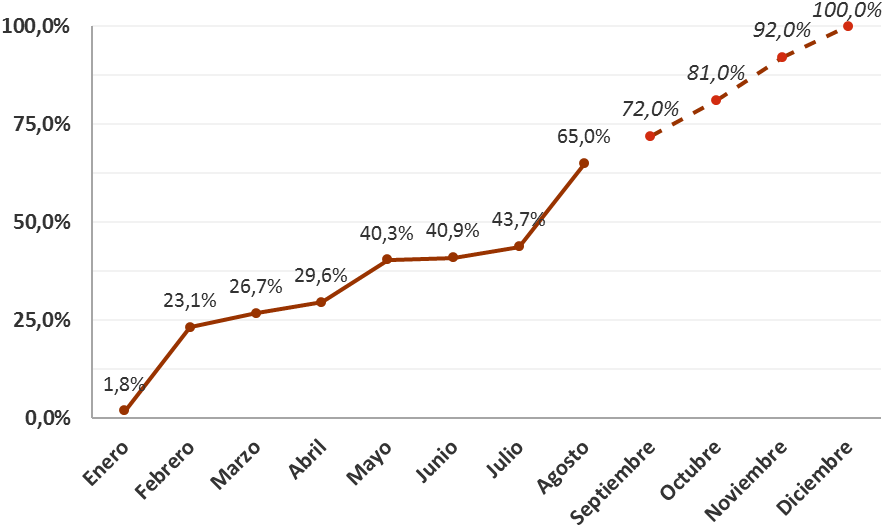 100,0%
75,0%
50,0%
25,0%
0,0%
1,8%
23,1%
26,7%
29,6%
40,3%
40,9%
43,7%
65,0%
72,0%
81,0%
92,0%
100,0%
Enero
Febrero
Marzo
Abril
Mayo
Junio
Julio
Agosto
Septiembre
Octubre
Noviembre
Diciembre